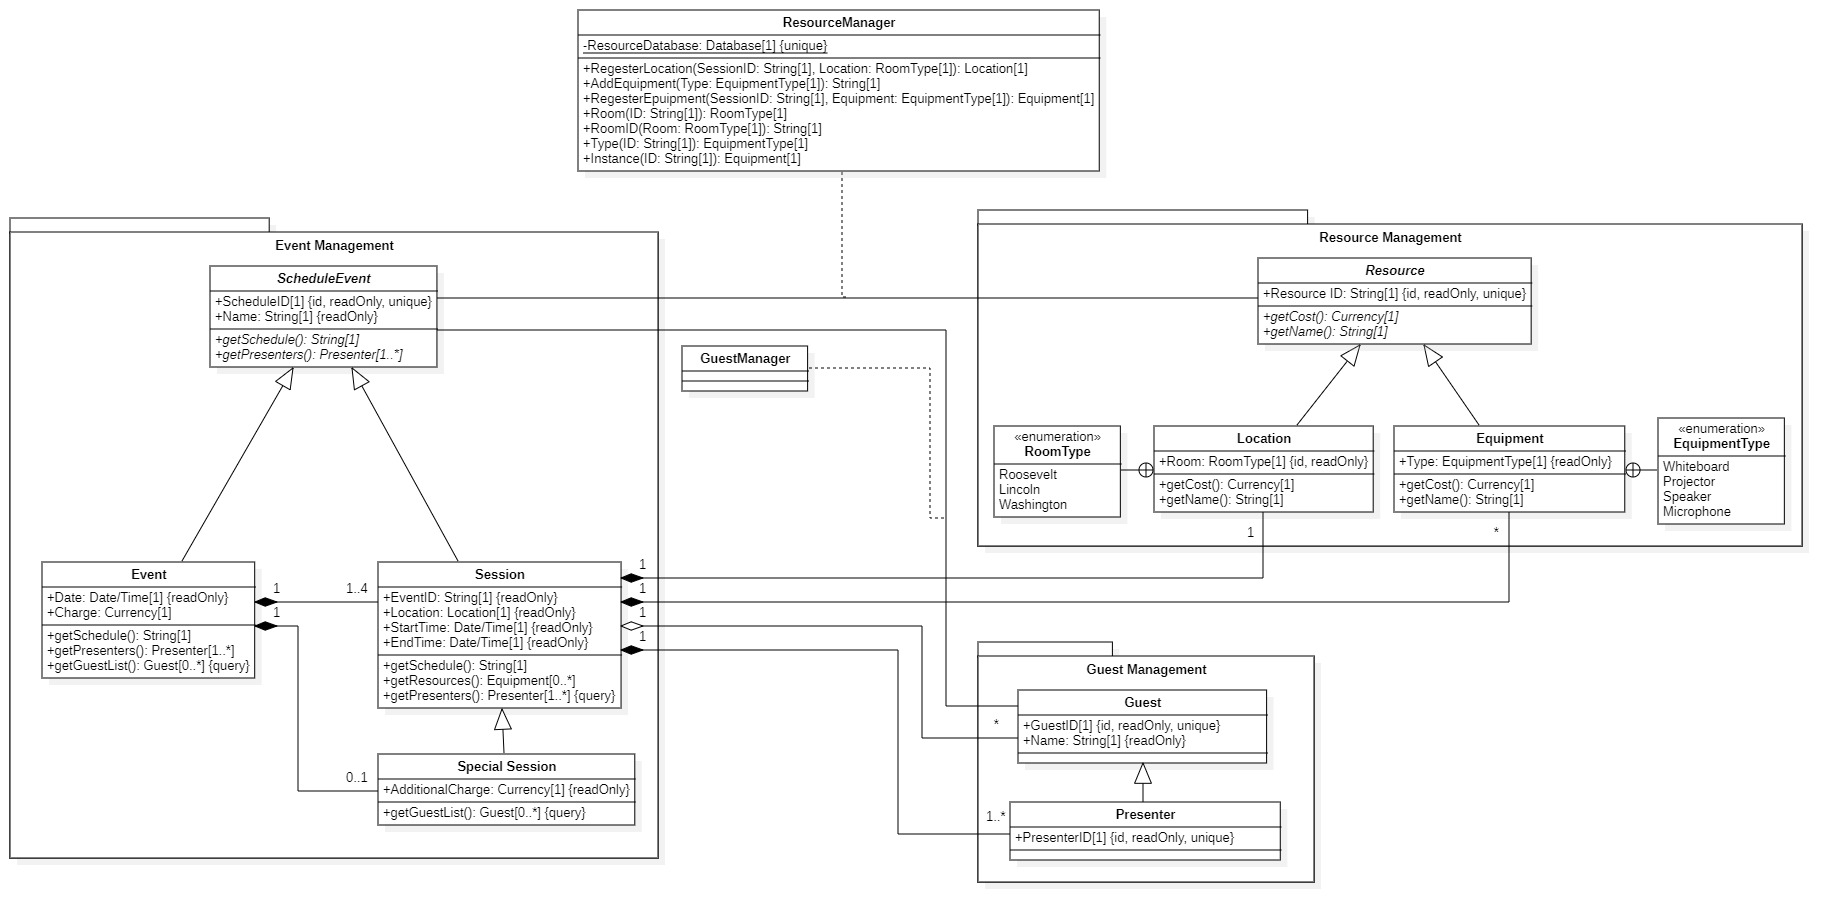 ResourceManager
-ResourceDatabase: Database[1] {unique}
+RegesterLocation(SessionID: String[1], Location: RoomType[1]): Location[1]
+AddEquipment(Type: EquipmentType[1]): String[1]
+RegesterEpuipment(SessionID: String[1], Equipment: EquipmentType[1]): Equipment[1]
+Room(ID: String[1]): RoomType[1]
+RoomID(Room: RoomType[1]): String[1]
+Type(ID: String[1]): EquipmentType[1]
+Instance(ID: String[1]): Equipment[1]
Event Management
ScheduleEvent
+ScheduleID[1] {id, readOnly, unique}
+Name: String[1] {readOnly}
+getSchedule(): String[1]
+getPresenters(): Presenter[1..*]
GuestManager
Resource Management
Resource
+Resource ID: String[1] {id, readOnly, unique}
+getCost(): Currency[1]
+getName(): String[1]
«enumeration»
RoomType
Roosevelt
Lincoln
Washington
Location
+Room: RoomType[1] {id, readOnly}
+getCost(): Currency[1]
+getName(): String[1]
Equipment
+Type: EquipmentType[1] {readOnly}
+getCost(): Currency[1]
+getName(): String[1]
«enumeration»
EquipmentType
Whiteboard
Projector
Speaker
Microphone
1
*
Event
+Date: Date/Time[1] {readOnly}
+Charge: Currency[1]
+getSchedule(): String[1]
+getPresenters(): Presenter[1..*]
+getGuestList(): Guest[0..*] {query}
1
1..4
1
0..1
Session
+EventID: String[1] {readOnly}
+Location: Location[1] {readOnly}
+StartTime: Date/Time[1] {readOnly}
+EndTime: Date/Time[1] {readOnly}
+getSchedule(): String[1]
+getResources(): Equipment[0..*]
+getPresenters(): Presenter[1..*] {query}
1
1
1
1
Special Session
+AdditionalCharge: Currency[1] {readOnly}
+getGuestList(): Guest[0..*] {query}
Guest Management
Guest
+GuestID[1] {id, readOnly, unique}
+Name: String[1] {readOnly}
*
1..*
Presenter
+PresenterID[1] {id, readOnly, unique}